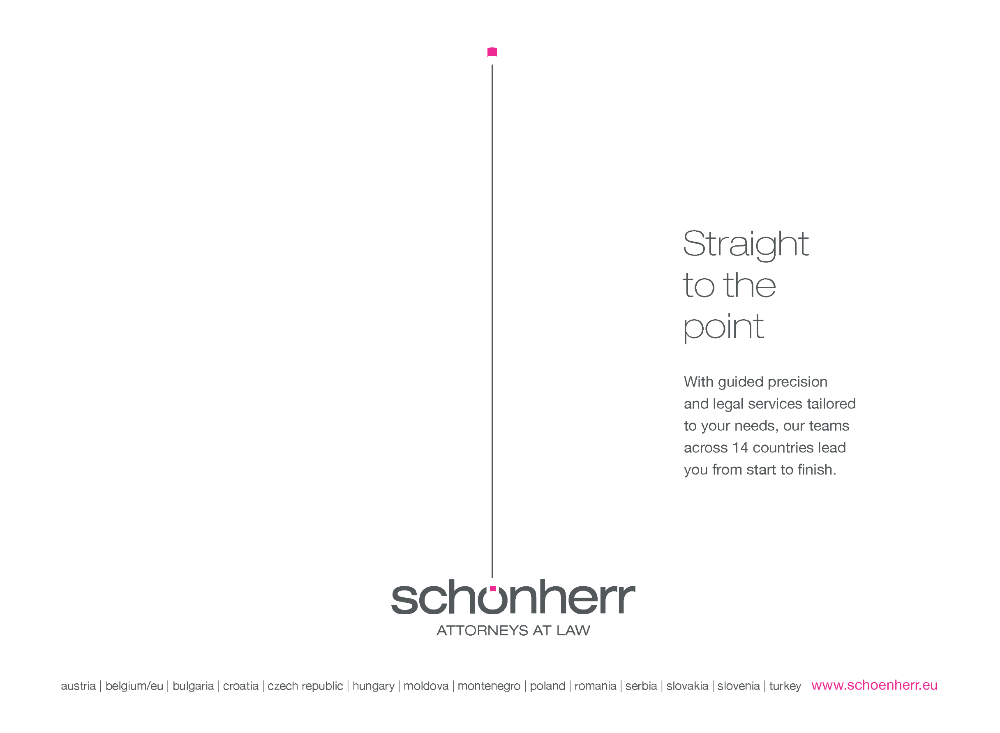 Straight
to the
point
With guided precision
and legal services tailored
to your needs, our teams
across 14 countries lead
you from start to finish.
schönherr
ATTORNEYS AT LAW
austria | belgium/eu | bulgaria | croatia | czech republic | hungary | moldova | montenegro | poland | romania | serbia | slovakia | slovenia | turkey www.schoenherr.eu